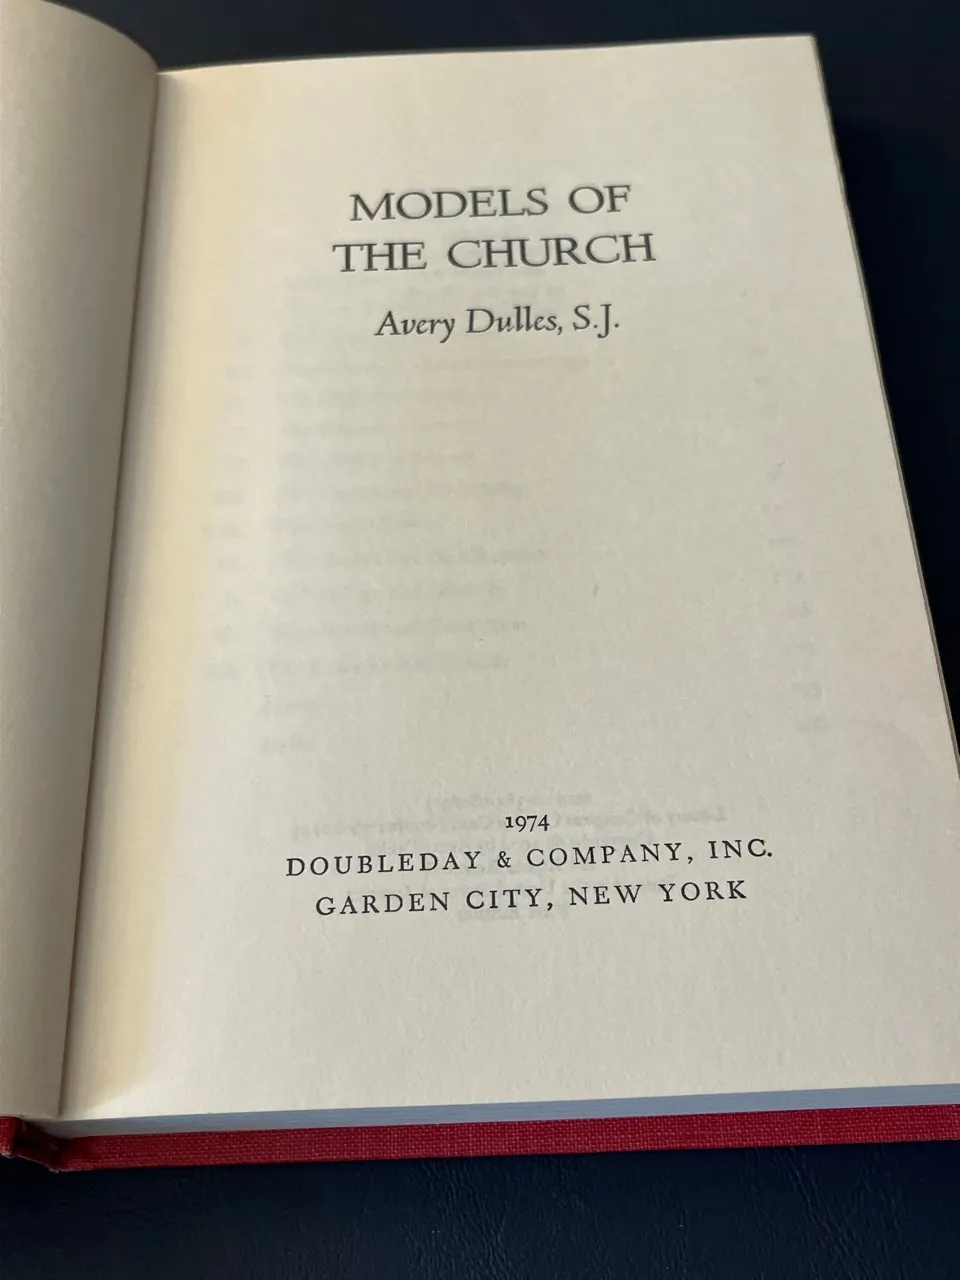 MODELS OF
THE CHURCH
Avery Dulles, S.J.
1974
DOUBLEDAY & COMPANY, INC.
GARDEN CITY, NEW YORK